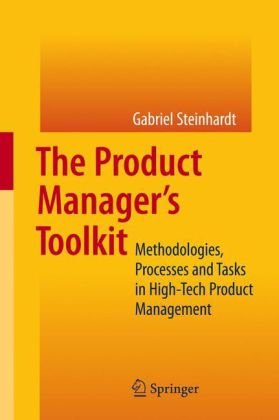 Gabriel Steinhardt
The Product
Manager's
Toolkit
Methodologies,
Processes and Tasks
in High-Tech Product
Management
Springer